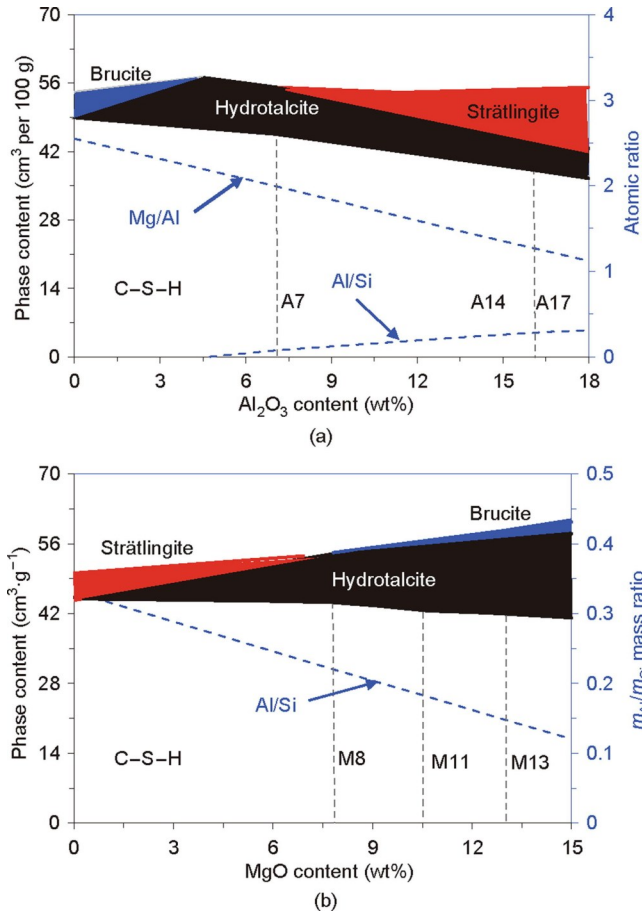 70
56
42
28
14
0
Phase content (cm³ per 100 g)
4
3
2
1
0
Atomic ratio
Brucite
Hydrotalcite
Strätlingite
Mg/Al
Al/Si
C–S–H
A7
A14
A17
0 3 6 9 12 15 18
Al₂O₃ content (wt%)
(a)
70
56
42
28
14
0
Phase content (cm³·g⁻¹)
0.5
0.4
0.3
0.2
0.1
0
mass ratio
Brucite
Strätlingite
Hydrotalcite
Al/Si
C–S–H
M8
M11
M13
0 3 6 9 12 15
MgO content (wt%)
(b)